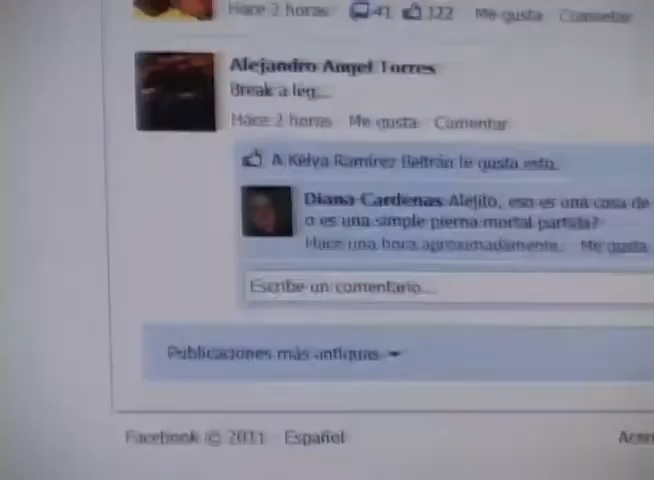 Hace 2 horas 41 122 Me gusta Comentar
Alejandro Angel Torres
Break a leg...
Hace 2 horas Me gusta Comentar
A Kelva Ramírez Beltrán le gusta esto.
Diana Cardenas Alejito, eso es una cosa de
o es una simple pierna mortal partida?
Hace una hora aproximadamente. Me gusta
Escribe un comentario...
Publicaciones más antiguas
Facebook © 2011 Español Acer